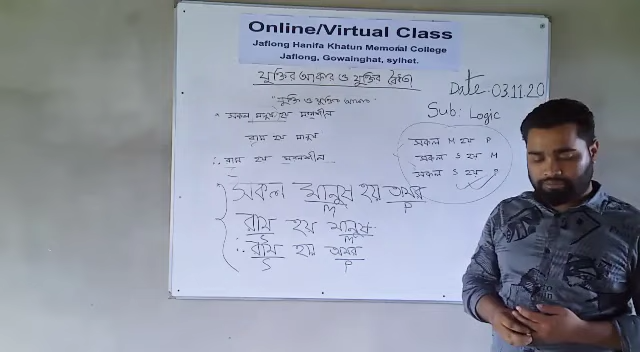 Online/Virtual Class
Jaflong Hanifa Khatun Memorial College
Jaflong, Gowainghat, sylhet.
যুক্তির আকার ও যুক্তির বৈধতা
Date: 03.11.20
Sub: Logic
"যুক্তি ও যুক্তির আকার"
সকল মানুষ হয় মরণশীল
রাম হয় মানুষ
∴ রাম হয় মরণশীল
সকল M হয় P
সকল S হয় M
সকল S হয় P
সকল মানুষ হয় অমর
M P
রাম হয় মানুষ
S M
∴ রাম হয় অমর
S P